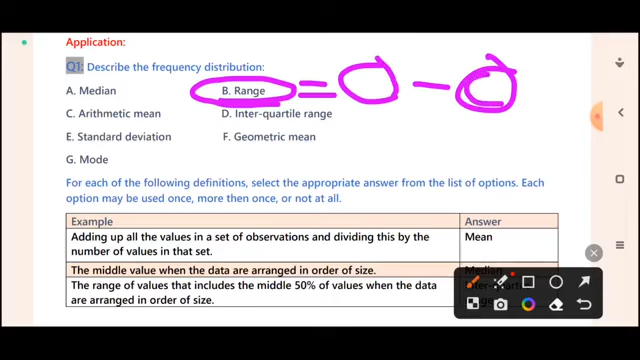 Application:
Q1: Describe the frequency distribution:
A. Median B. Range = -
C. Arithmetic mean D. Inter-quartile range
E. Standard deviation F. Geometric mean
G. Mode
For each of the following definitions, select the appropriate answer from the list of options. Each
option may be used once, more then once, or not at all.
Example Answer
Adding up all the values in a set of observations and dividing this by the Mean
number of values in that set.
The middle value when the data are arranged in order of size. Median
The range of values that includes the middle 50% of values when the data
are arranged in order of size.